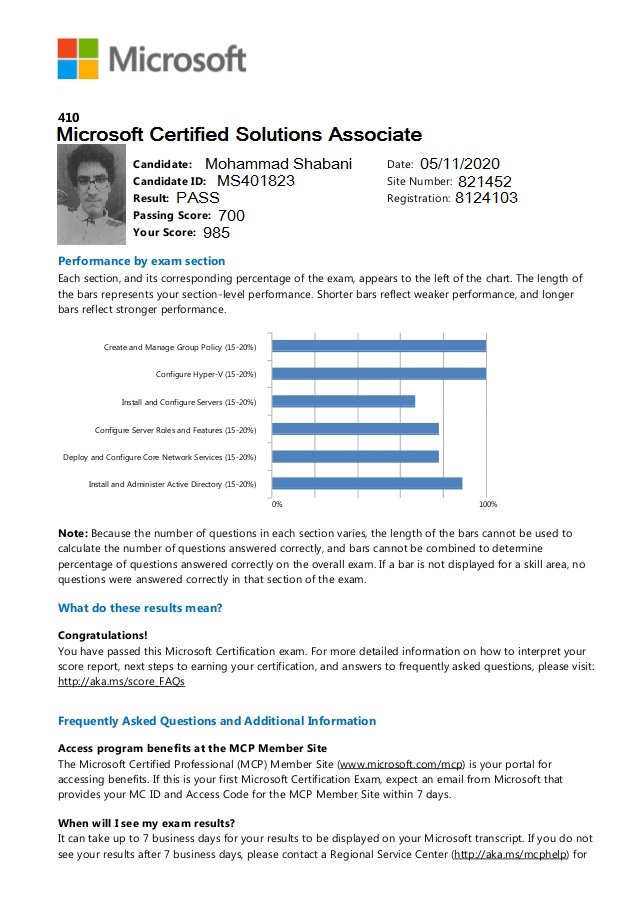 Microsoft
410
Microsoft Certified Solutions Associate
Candidate: Mohammad Shabani Date: 05/11/2020
Candidate ID: MS401823 Site Number: 821452
Result: PASS Registration: 8124103
Passing Score: 700
Your Score: 985
Performance by exam section
Each section, and its corresponding percentage of the exam, appears to the left of the chart. The length of
the bars represents your section-level performance. Shorter bars reflect weaker performance, and longer
bars reflect stronger performance.
Create and Manage Group Policy (15-20%)
Configure Hyper-V (15-20%)
Install and Configure Servers (15-20%)
Configure Server Roles and Features (15-20%)
Deploy and Configure Core Network Services (15-20%)
Install and Administer Active Directory (15-20%)
0% 100%
Note: Because the number of questions in each section varies, the length of the bars cannot be used to
calculate the number of questions answered correctly, and bars cannot be combined to determine
percentage of questions answered correctly on the overall exam. If a bar is not displayed for a skill area, no
questions were answered correctly in that section of the exam.
What do these results mean?
Congratulations!
You have passed this Microsoft Certification exam. For more detailed information on how to interpret your
score report, next steps to earning your certification, and answers to frequently asked questions, please visit:
http://aka.ms/score_FAQs
Frequently Asked Questions and Additional Information
Access program benefits at the MCP Member Site
The Microsoft Certified Professional (MCP) Member Site (www.microsoft.com/mcp) is your portal for
accessing benefits. If this is your first Microsoft Certification Exam, expect an email from Microsoft that
provides your MC ID and Access Code for the MCP Member Site within 7 days.
When will I see my exam results?
It can take up to 7 business days for your results to be displayed on your Microsoft transcript. If you do not
see your results after 7 business days, please contact a Regional Service Center (http://aka.ms/mcphelp) for